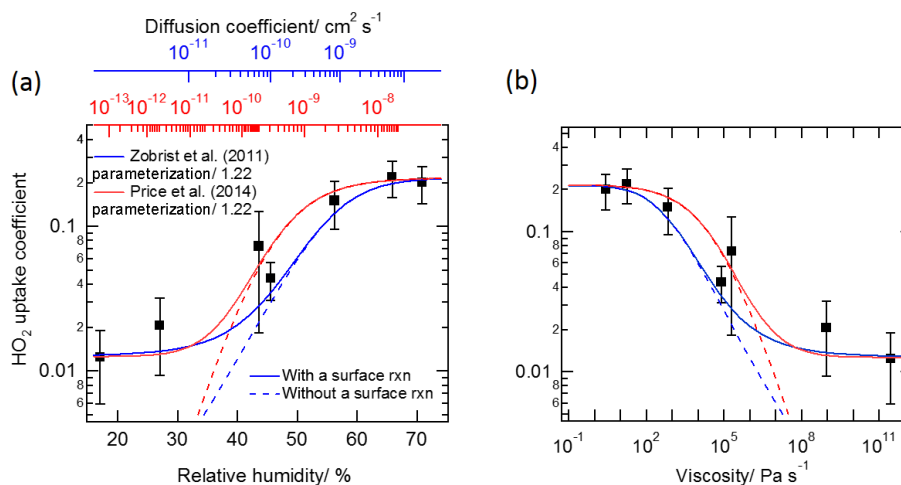 Diffusion coefficient/ cm² s⁻¹
10⁻¹¹ 10⁻¹⁰ 10⁻⁹
(a)
10⁻¹³ 10⁻¹² 10⁻¹¹ 10⁻¹⁰ 10⁻⁹ 10⁻⁸
4
2
0.1
8
6
4
2
0.01
8
6
HO₂ uptake coefficient
Zobrist et al. (2011)
parameterization/ 1.22
Price et al. (2014)
parameterization/ 1.22
With a surface rxn
Without a surface rxn
20 30 40 50 60 70
Relative humidity/ %
(b)
4
2
0.1
8
6
4
2
0.01
8
6
10⁻¹ 10² 10⁵ 10⁸ 10¹¹
Viscosity/ Pa s⁻¹